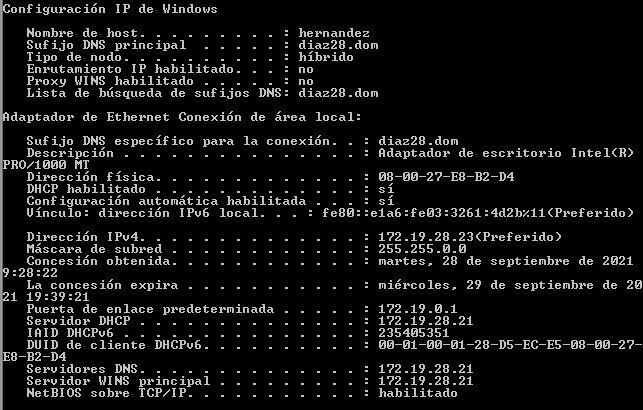 Configuración IP de Windows
Nombre de host. . . . . . . . . : hernandez
Sufijo DNS principal  . . . . . : diaz28.dom
Tipo de nodo. . . . . . . . . . : híbrido
Enrutamiento IP habilitado. . . : no
Proxy WINS habilitado . . . . . : no
Lista de búsqueda de sufijos DNS: diaz28.dom
Adaptador de Ethernet Conexión de área local:
Sufijo DNS específico para la conexión. . : diaz28.dom
Descripción . . . . . . . . . . . . . . . : Adaptador de escritorio Intel(R)
PRO/1000 MT
Dirección física. . . . . . . . . . . . . : 08-00-27-E8-B2-D4
DHCP habilitado . . . . . . . . . . . . . : sí
Configuración automática habilitada . . . : sí
Vínculo: dirección IPv6 local. . . : fe80::e1a6:fe03:3261:4d2b%11(Preferido)
Dirección IPv4. . . . . . . . . . . . . . : 172.19.28.23(Preferido)
Máscara de subred . . . . . . . . . . . . : 255.255.0.0
Concesión obtenida. . . . . . . . . . . . : martes, 28 de septiembre de 2021
9:28:22
La concesión expira . . . . . . . . . . . : miércoles, 29 de septiembre de 20
21 19:39:21
Puerta de enlace predeterminada . . . . . : 172.19.0.1
Servidor DHCP . . . . . . . . . . . . . . : 172.19.28.21
IAID DHCPv6 . . . . . . . . . . . . . . . : 235405351
DUID de cliente DHCPv6. . . . . . . . . . : 00-01-00-01-28-D5-EC-E5-08-00-27-
E8-B2-D4
Servidores DNS. . . . . . . . . . . . . . : 172.19.28.21
Servidor WINS principal . . . . . . . . . : 172.19.28.21
NetBIOS sobre TCP/IP. . . . . . . . . . . : habilitado